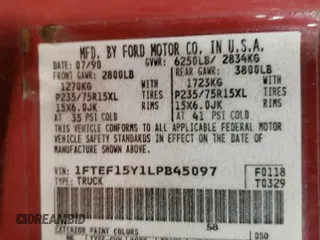 MFD. BY FORD MOTOR CO. IN U.S.A.
DATE: 07/90 GVWR: 6250LB/ 2834KG
FRONT GAWR: 2800LB REAR GAWR: 3800LB
1270KG WITH 1723KG WITH
P235/75R15XL TIRES P235/75R15XL TIRES
15X6.0JK RIMS 15X6.0JK RIMS
AT 35 PSI COLD AT 41 PSI COLD
THIS VEHICLE CONFORMS TO ALL APPLICABLE FEDERAL MOTOR
VEHICLE SAFETY STANDARDS IN EFFECT ON THE DATE OF
MANUFACTURE SHOWN ABOVE.
VIN: 1FTEF15Y1LPB45097 F0118
TYPE: TRUCK T0329
58
EXTERIOR PAINT COLORS DSO
DREAMBID